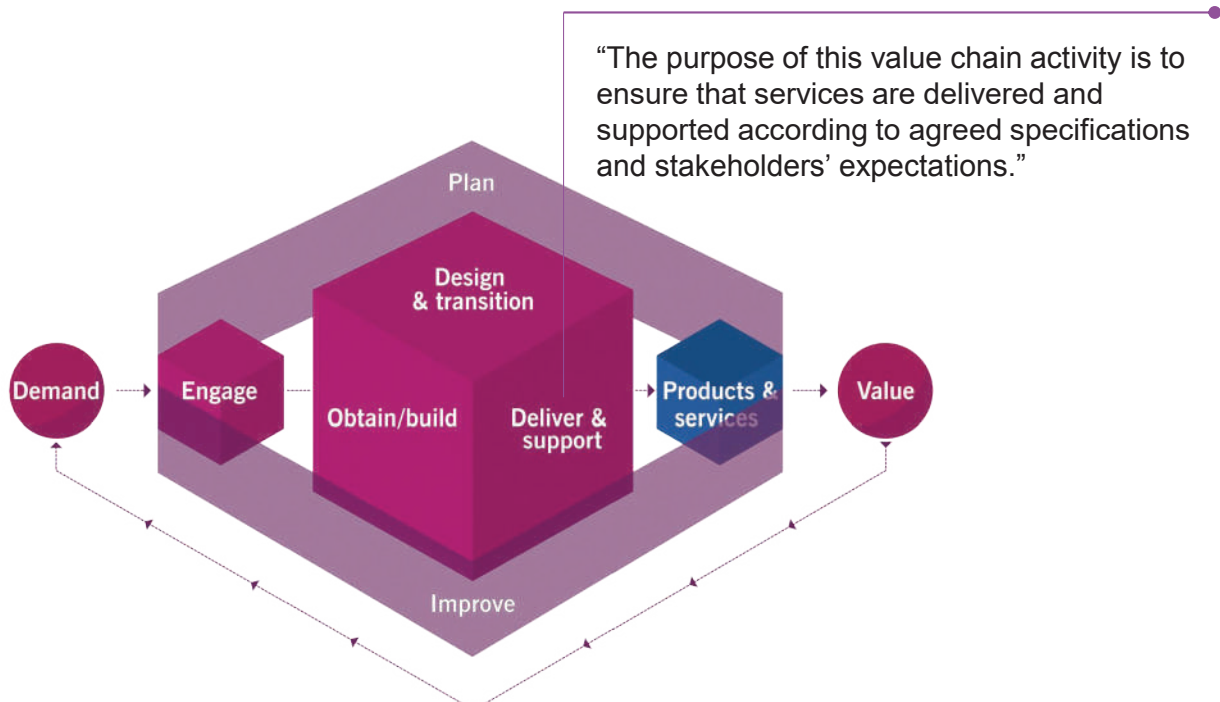 “The purpose of this value chain activity is to
ensure that services are delivered and
supported according to agreed specifications
and stakeholders’ expectations.”
Plan
Design
& transition
Demand
Engage
Obtain/build
Deliver &
support
Products &
services
Value
Improve